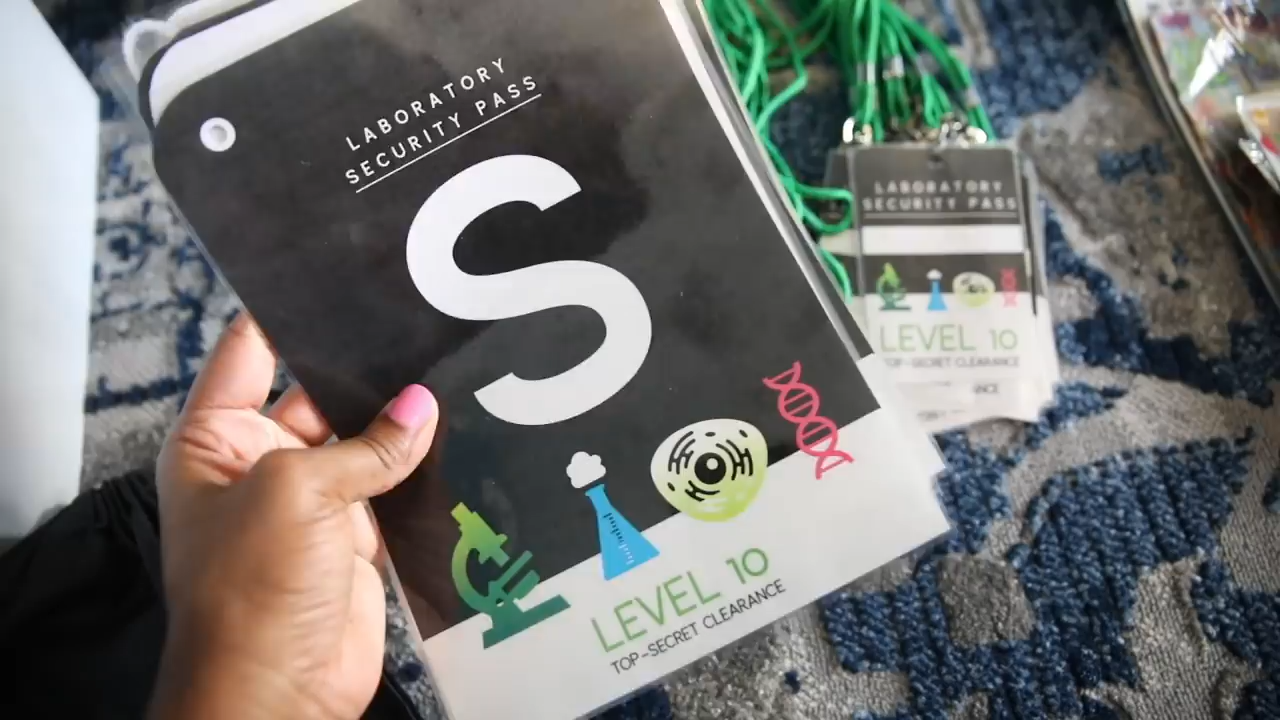 LABORATORY
SECURITY PASS
S
LEVEL 10
TOP-SECRET CLEARANCE
LABORATORY
SECURITY PASS
LEVEL 10
TOP-SECRET CLEARANCE